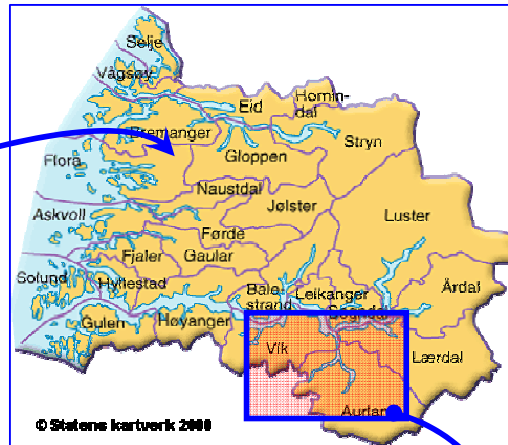 Selje
Vågsøy
Eid
Hornin-
dal
Bremanger
Stryn
Flora
Gloppen
Naustdal
Jølster
Askvoll
Luster
Førde
Fjaler
Gaular
Solund
Hyllestad
Bale-
strand
Leikanger
Årdal
Sogndal
Gulen
Høyanger
Vik
Lærdal
Aurland
© Statens kartverk 2000